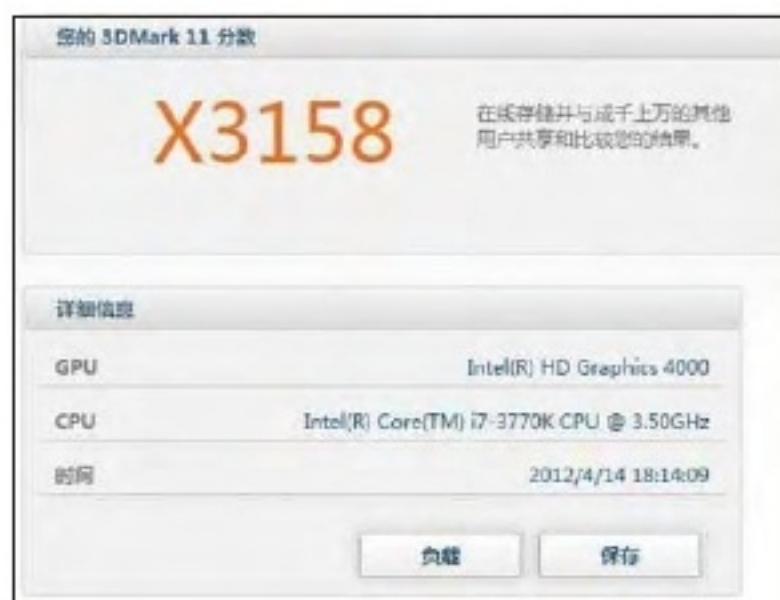 您的 3DMark 11 分数
X3158
在线存储并与成千上万的其他
用户共享和比较您的结果。
详细信息
GPU
Intel(R) HD Graphics 4000
CPU
Intel(R) Core(TM) i7-3770K CPU @ 3.50GHz
时间
2012/4/14 18:14:09
负载
保存